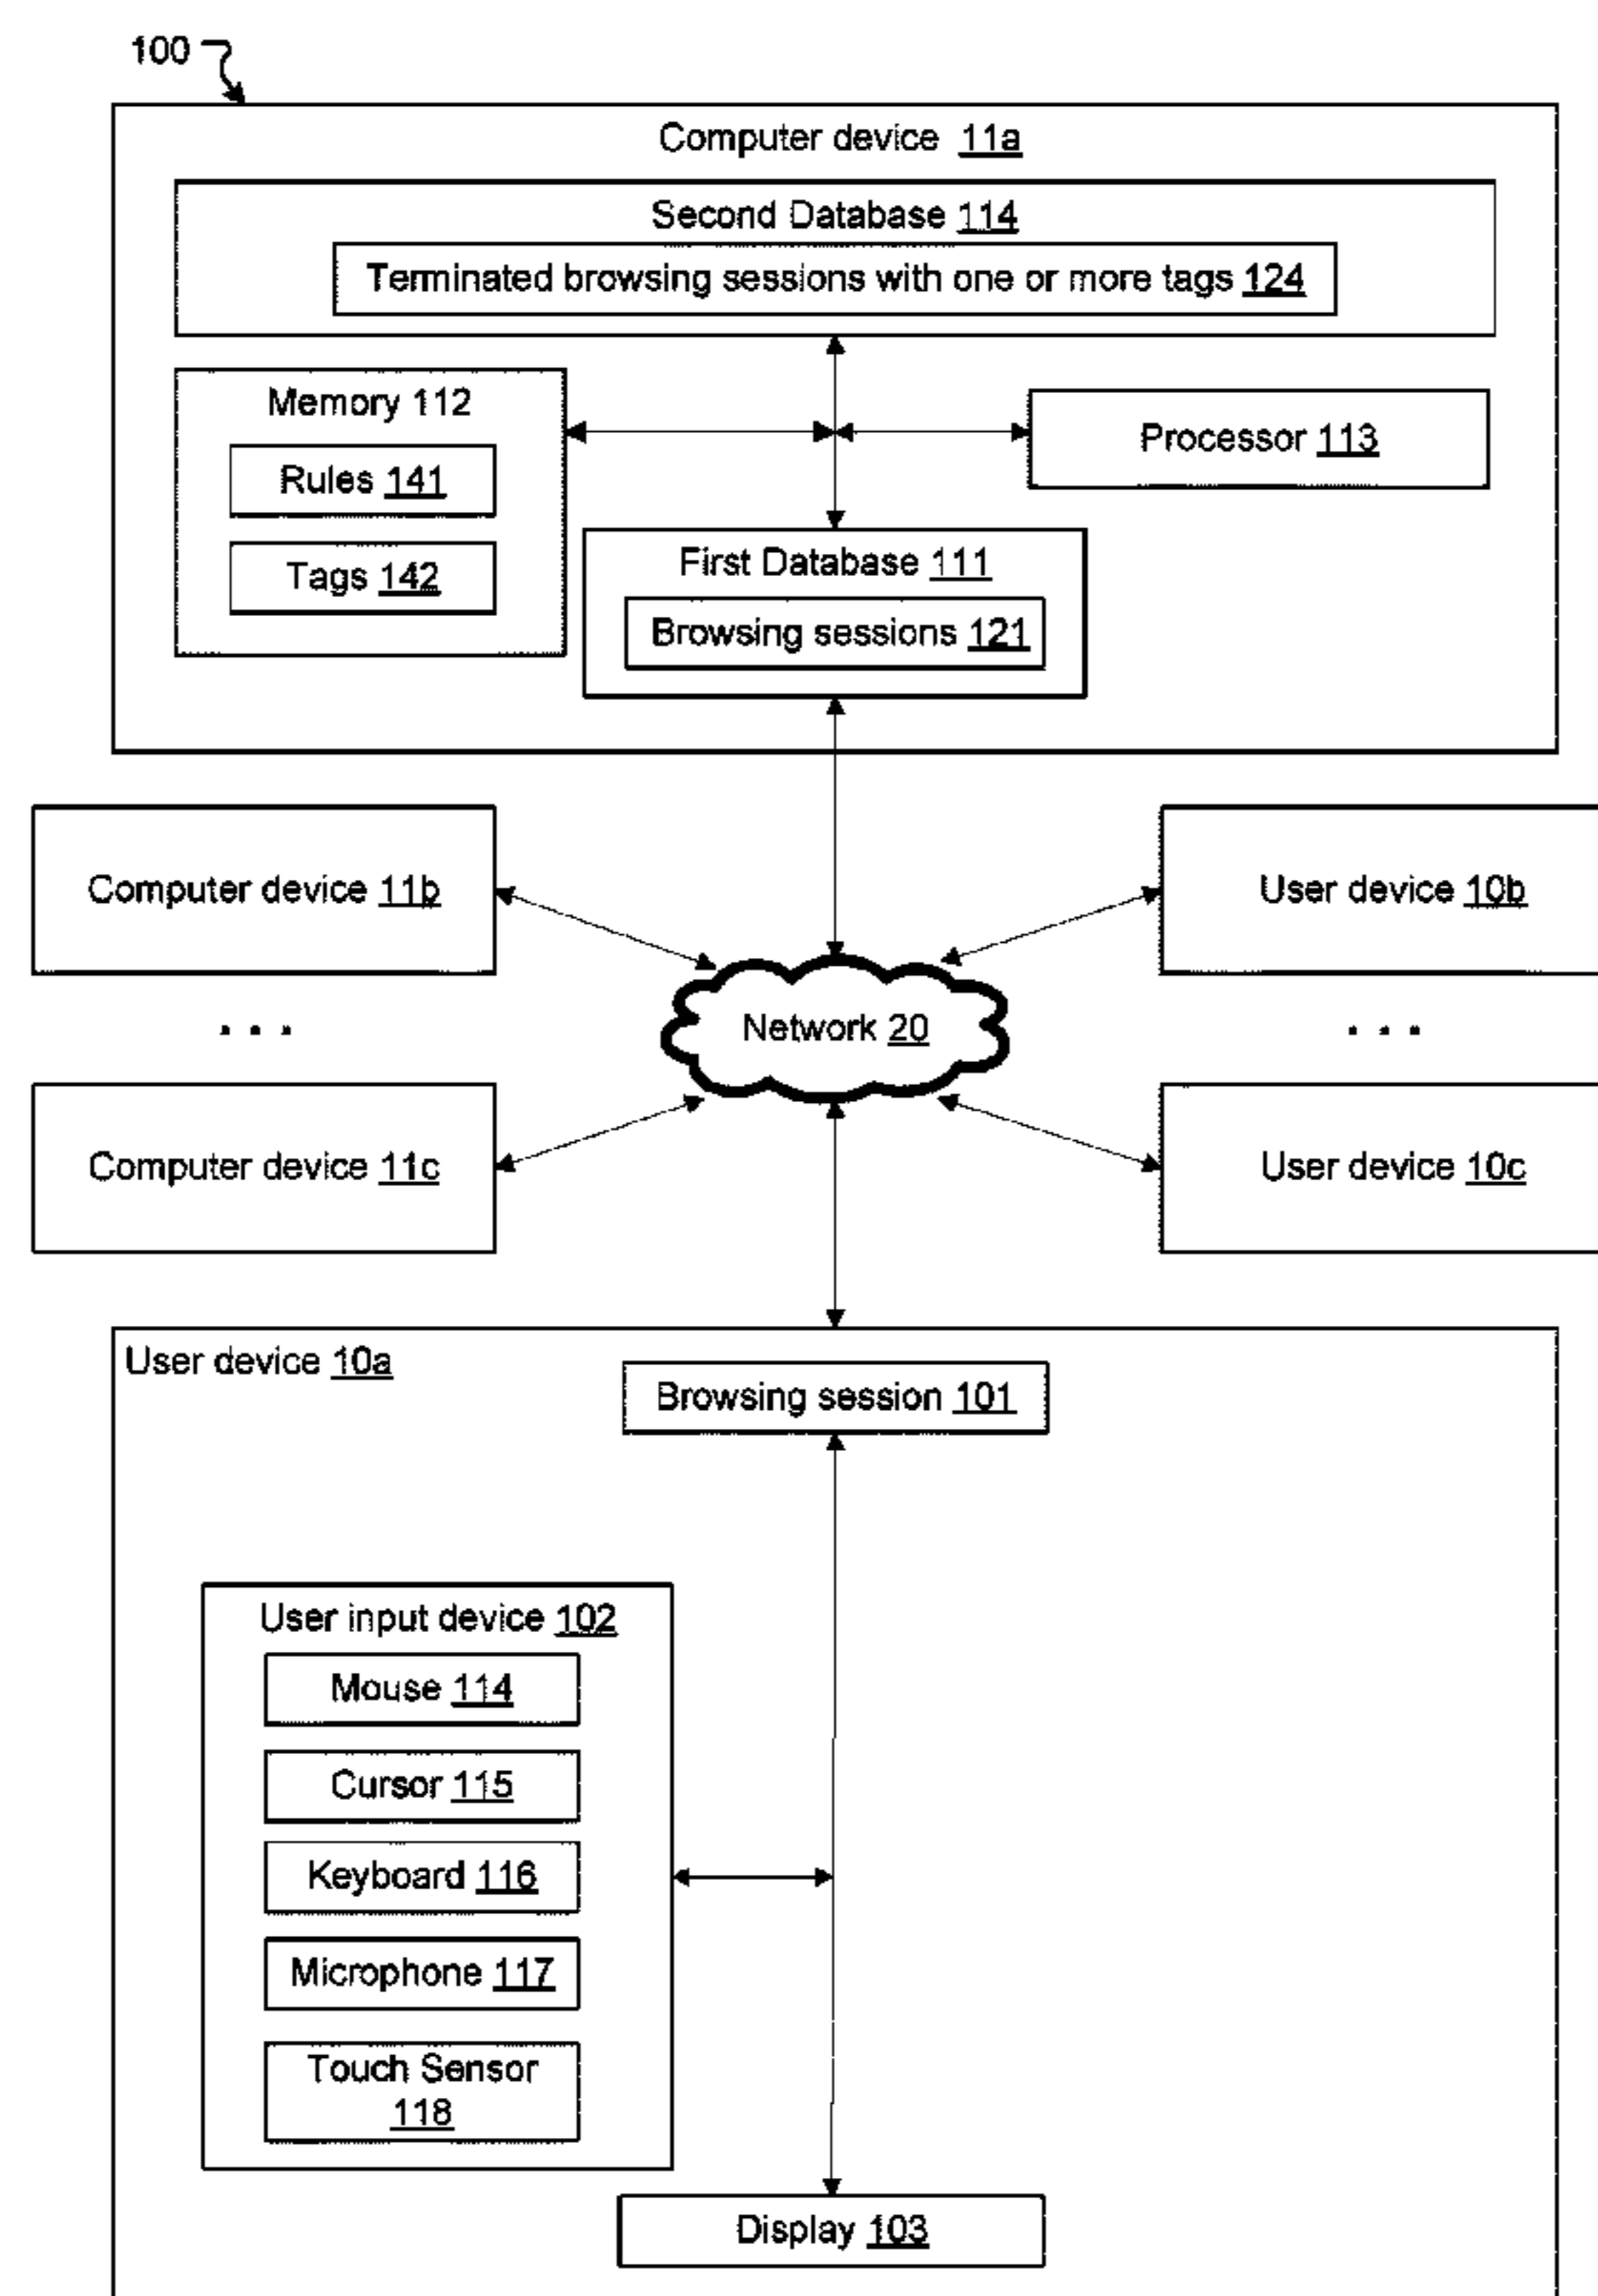 100
Computer device 11a
Second Database 114
Terminated browsing sessions with one or more tags 124
Memory 112
Rules 141
Tags 142
Processor 113
First Database 111
Browsing sessions 121
Computer device 11b
User device 10b
. . .
Network 20
. . .
Computer device 11c
User device 10c
User device 10a
Browsing session 101
User input device 102
Mouse 114
Cursor 115
Keyboard 116
Microphone 117
Touch Sensor
118
Display 103